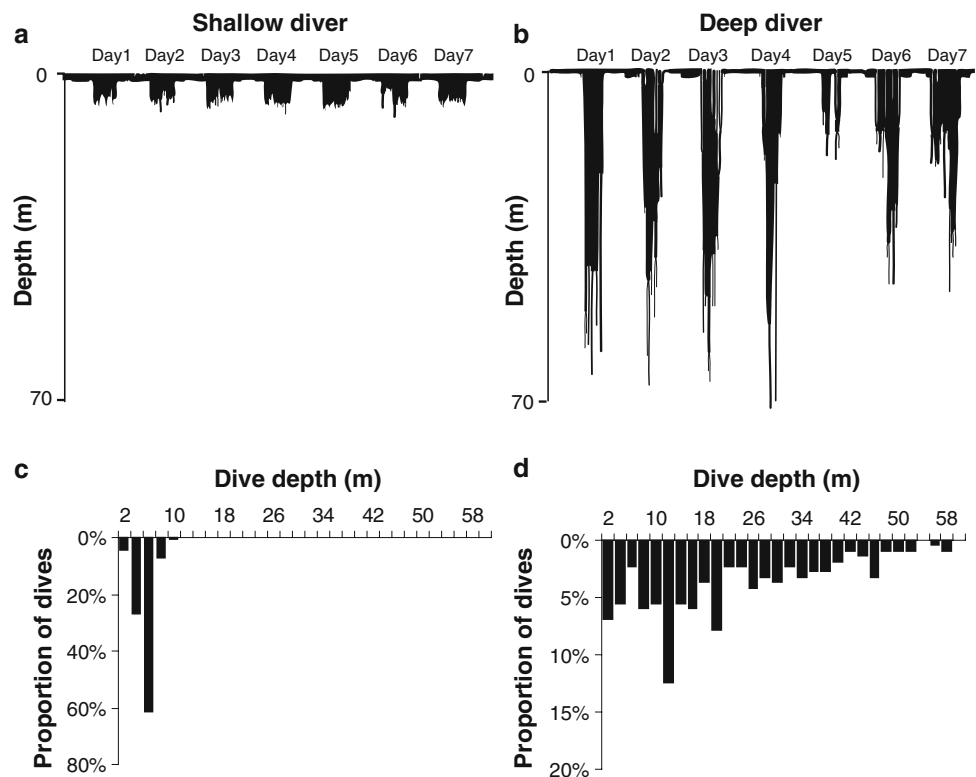 a
Shallow diver
Day1 Day2 Day3 Day4 Day5 Day6 Day7
0
Depth (m)
70
b
Deep diver
Day1 Day2 Day3 Day4 Day5 Day6 Day7
0
Depth (m)
70
c
Dive depth (m)
2 10 18 26 34 42 50 58
0%
20%
40%
60%
80%
Proportion of dives
d
Dive depth (m)
2 10 18 26 34 42 50 58
0%
5%
10%
15%
20%
Proportion of dives